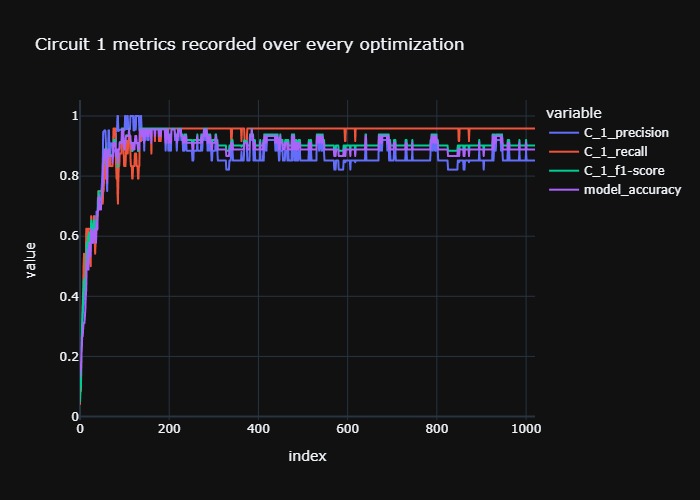 Circuit 1 metrics recorded over every optimization
variable
C_1_precision
C_1_recall
C_1_f1-score
model_accuracy
1
0.8
0.6
0.4
0.2
0
value
0 200 400 600 800 1000
index